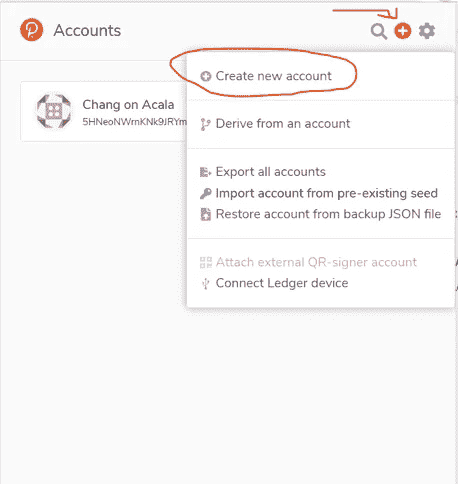 Accounts
Create new account
Chang on Acala
5HNeoNWrnKNk9JRYm
Derive from an account
Export all accounts
Import account from pre-existing seed
Restore account from backup JSON file
Attach external QR-signer account
Connect Ledger device